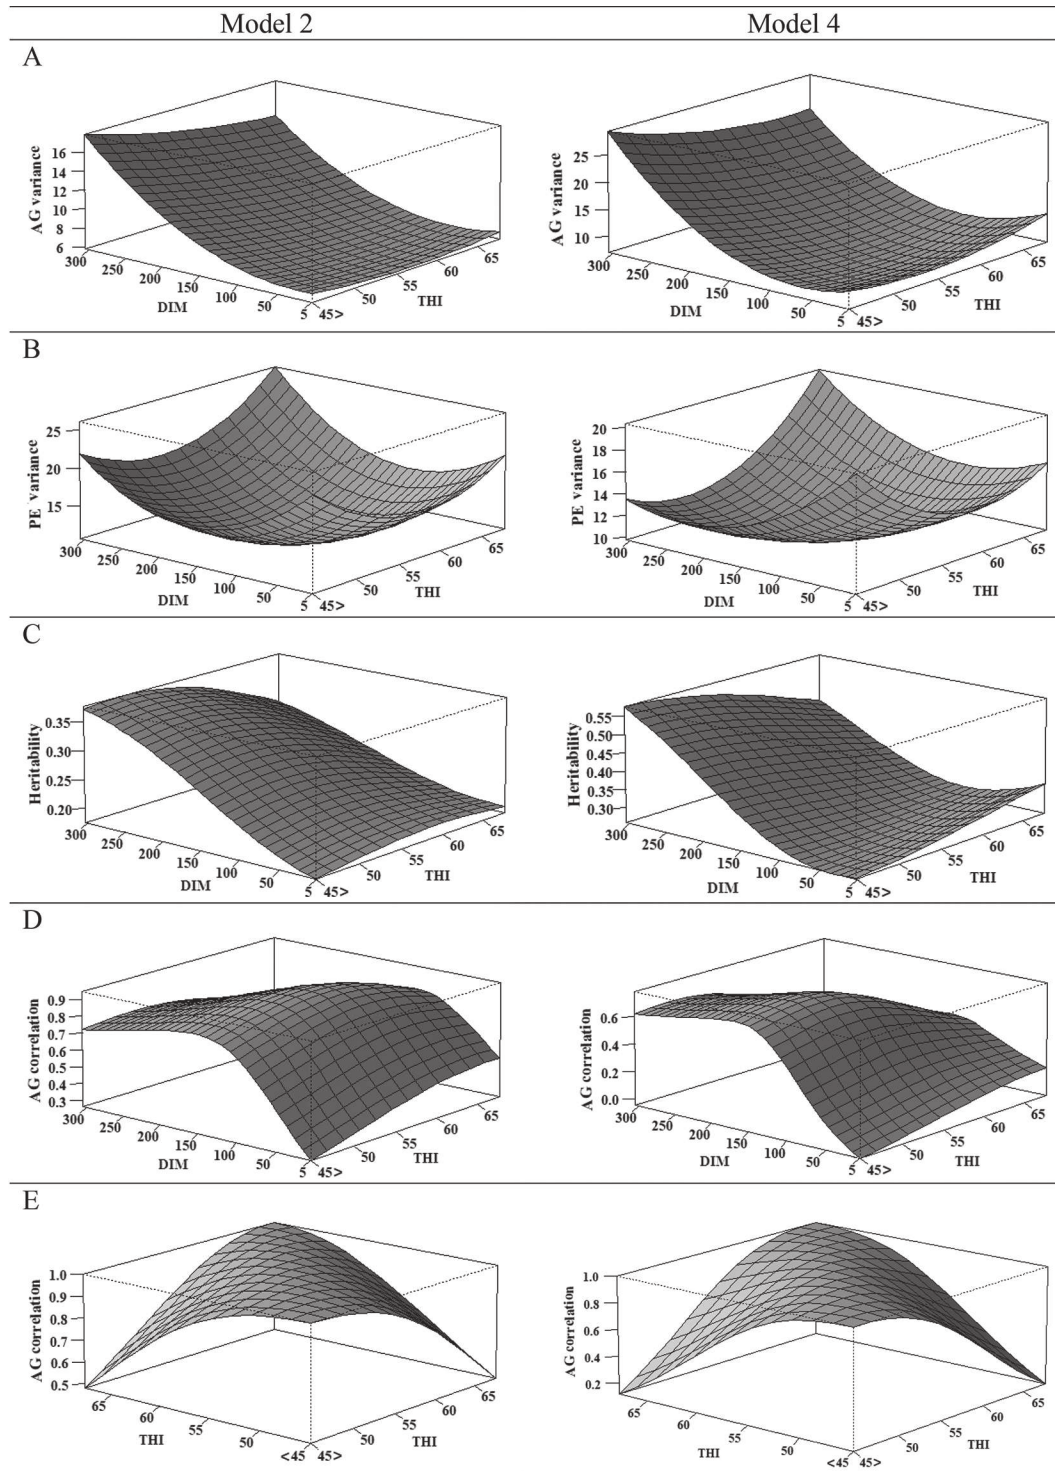 Model 2 Model 4
A
AG variance
16
14
12
10
8
6
300 250 200 150 100 50 5
DIM
45> 50 55 60 65
THI
AG variance
25
20
15
10
300 250 200 150 100 50 5
DIM
45> 50 55 60 65
THI
B
PE variance
25
20
15
300 250 200 150 100 50 5
DIM
45> 50 55 60 65
THI
PE variance
20
18
16
14
12
10
300 250 200 150 100 50 5
DIM
45> 50 55 60 65
THI
C
Heritability
0.35
0.30
0.25
0.20
300 250 200 150 100 50 5
DIM
45> 50 55 60 65
THI
Heritability
0.55
0.50
0.45
0.40
0.35
0.30
300 250 200 150 100 50 5
DIM
45> 50 55 60 65
THI
D
AG correlation
0.9
0.8
0.7
0.6
0.5
0.4
0.3
300 250 200 150 100 50 5
DIM
45> 50 55 60 65
THI
AG correlation
0.6
0.4
0.2
0.0
300 250 200 150 100 50 5
DIM
45> 50 55 60 65
THI
E
AG correlation
1.0
0.9
0.8
0.7
0.6
0.5
65 60 55 50 <45
THI
45> 50 55 60 65
THI
AG correlation
1.0
0.8
0.6
0.4
0.2
65 60 55 50 <45
THI
45> 50 55 60 65
THI